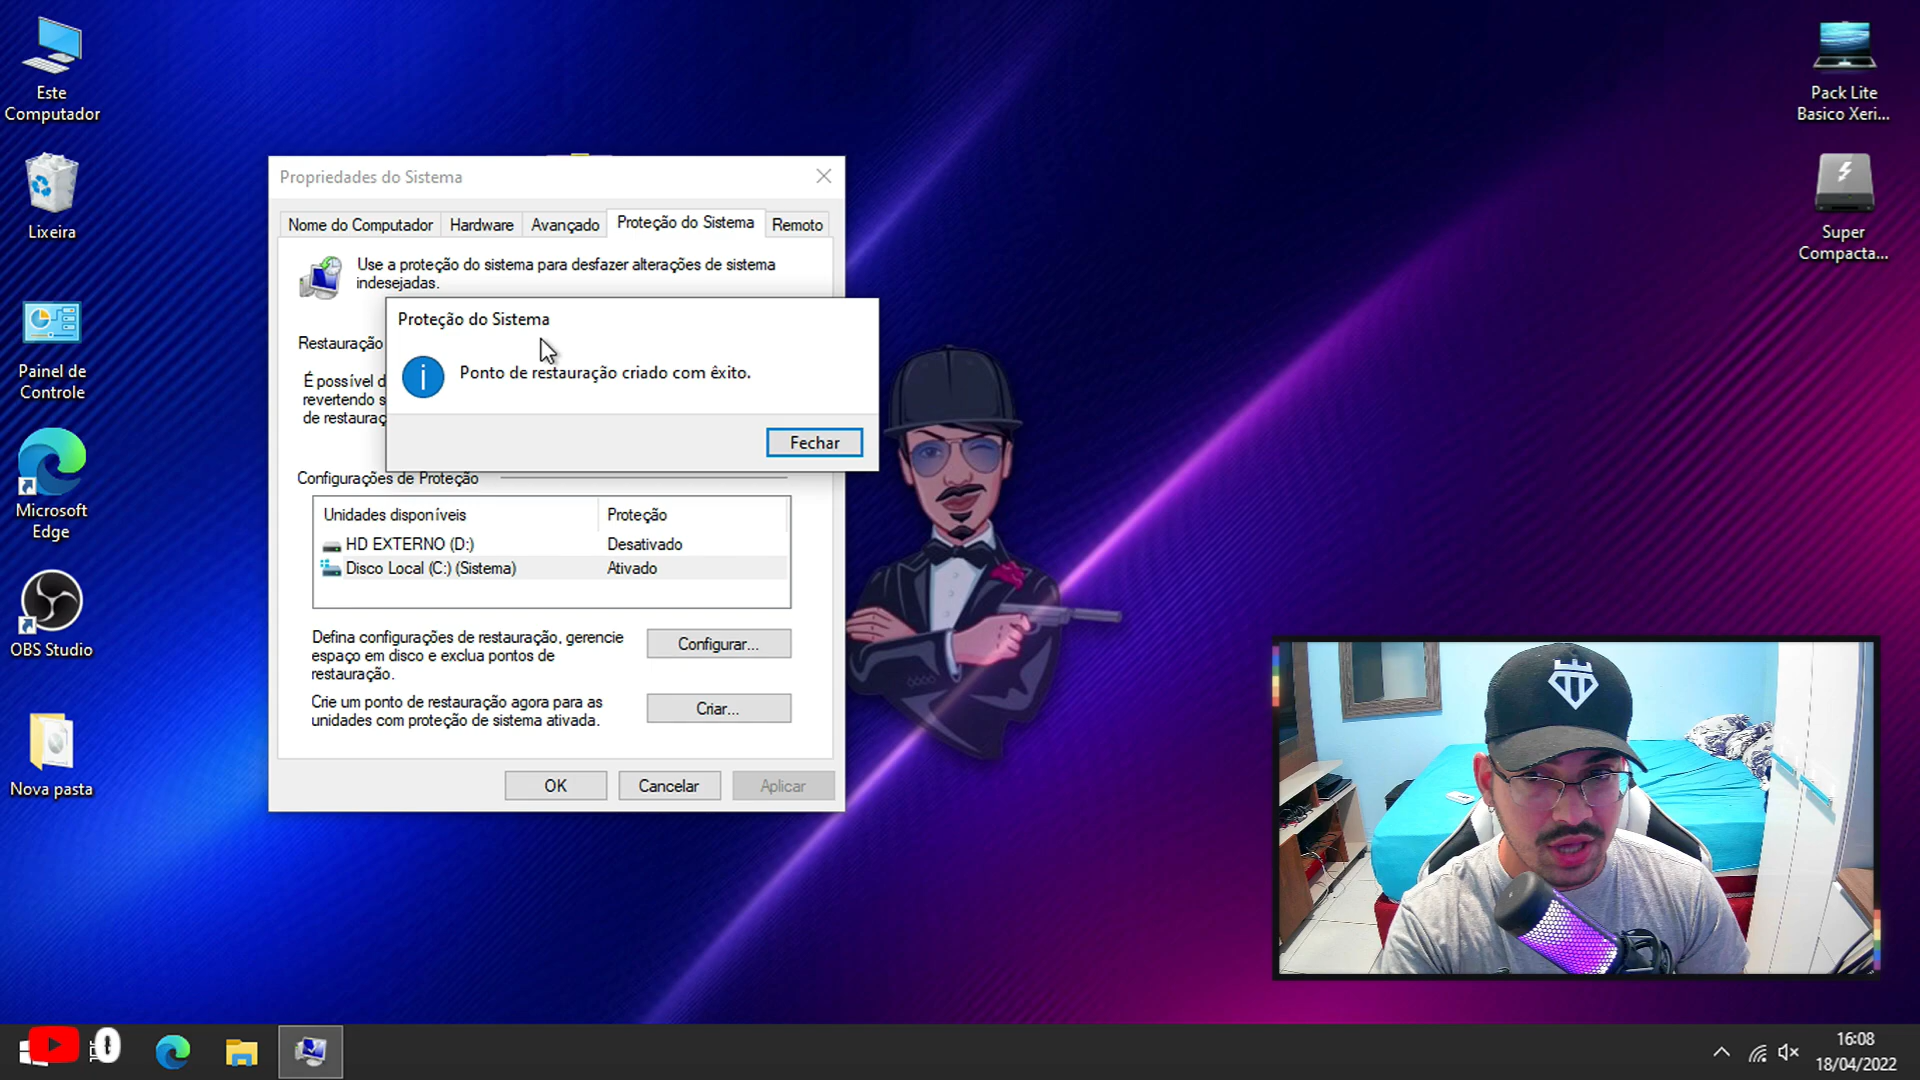 Este
Computador
Lixeira
Painel de
Controle
Microsoft
Edge
OBS Studio
Nova pasta
Pack Lite
Basico Xeri...
Super
Compacta...
Propriedades do Sistema
Nome do Computador
Hardware
Avançado
Proteção do Sistema
Remoto
Use a proteção do sistema para desfazer alterações de sistema
indesejadas.
Restauração
É possível d
revertendo s
de restauraç
Proteção do Sistema
Ponto de restauração criado com êxito.
Fechar
Configurações de Proteção
Unidades disponíveis
Proteção
HD EXTERNO (D:)
Desativado
Disco Local (C:) (Sistema)
Ativado
Defina configurações de restauração, gerencie
espaço em disco e exclua pontos de
restauração.
Configurar...
Crie um ponto de restauração agora para as
unidades com proteção de sistema ativada.
Criar...
OK
Cancelar
Aplicar
16:08
18/04/2022